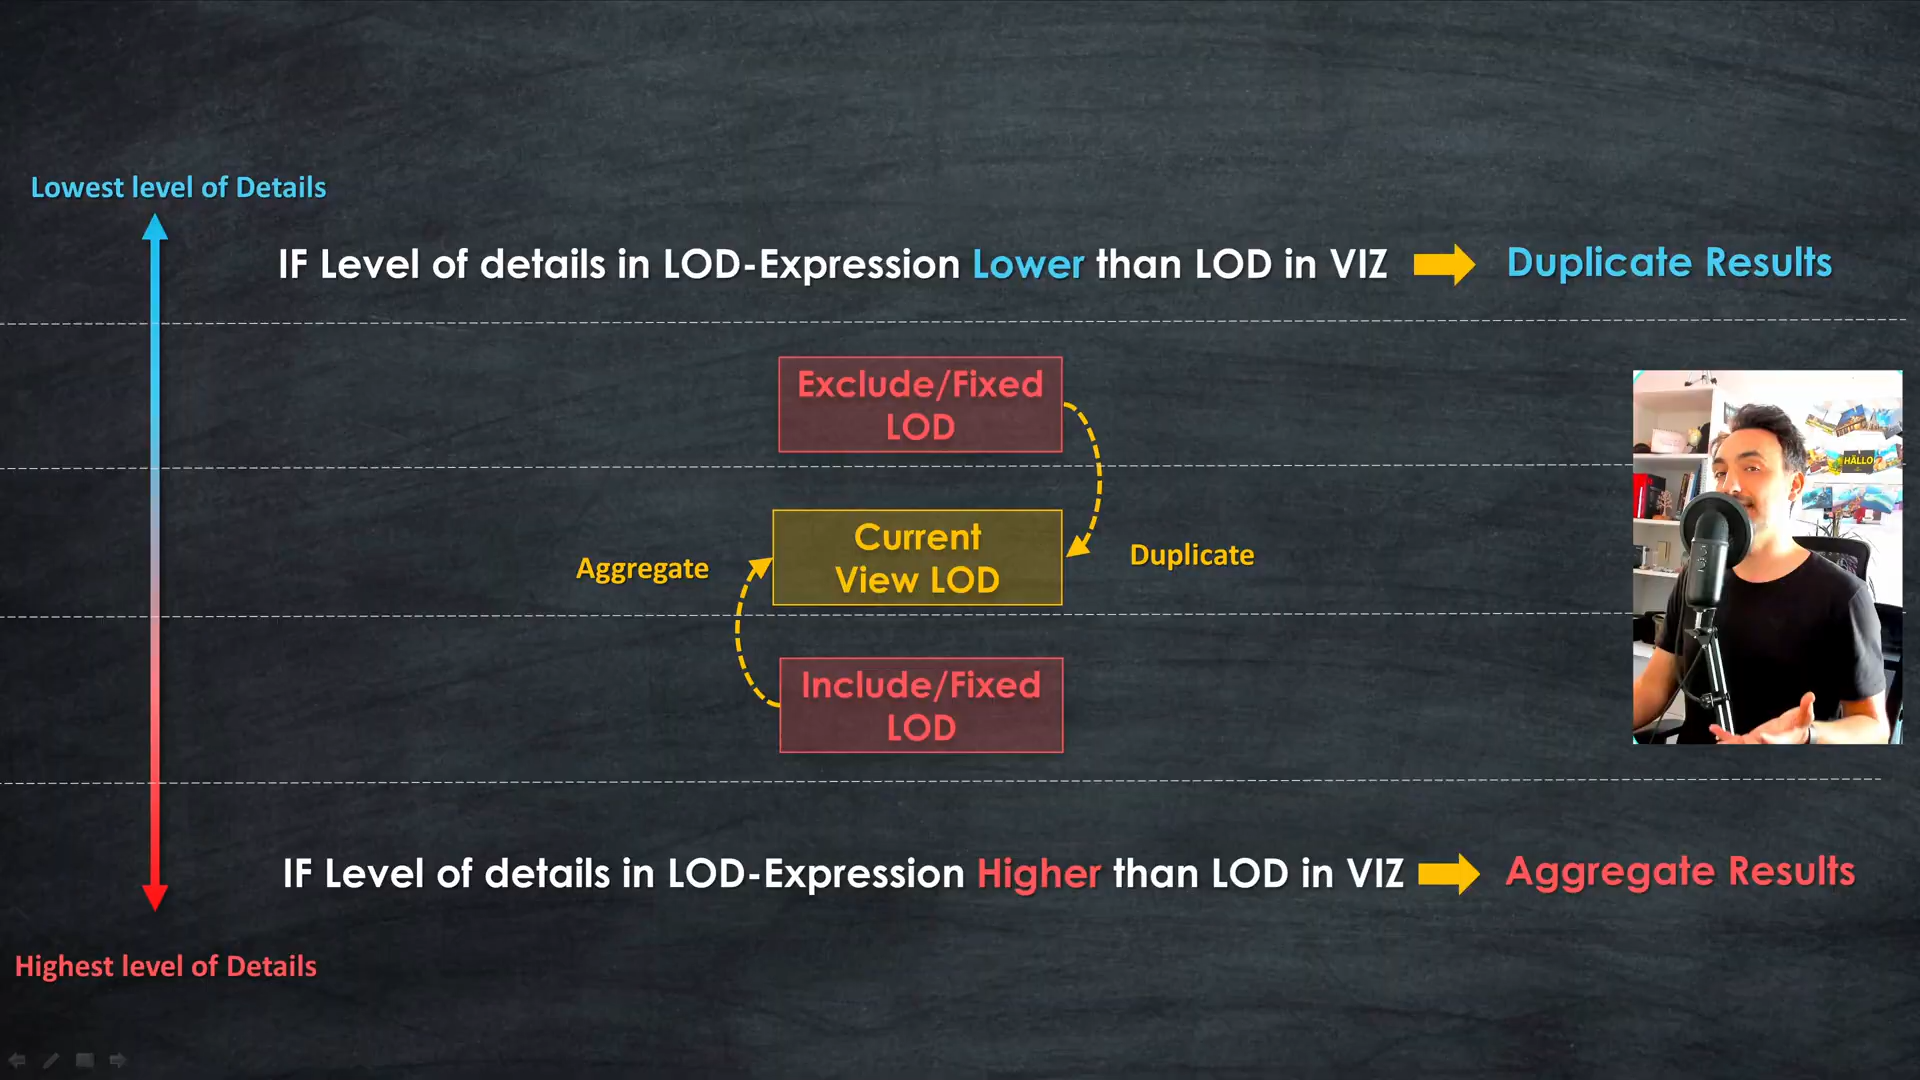 Lowest level of Details
IF Level of details in LOD-Expression Lower than LOD in VIZ
Duplicate Results
Exclude/Fixed
LOD
HALLO
Current
View LOD
Aggregate
Duplicate
Include/Fixed
LOD
IF Level of details in LOD-Expression Higher than LOD in VIZ
Aggregate Results
Highest level of Details